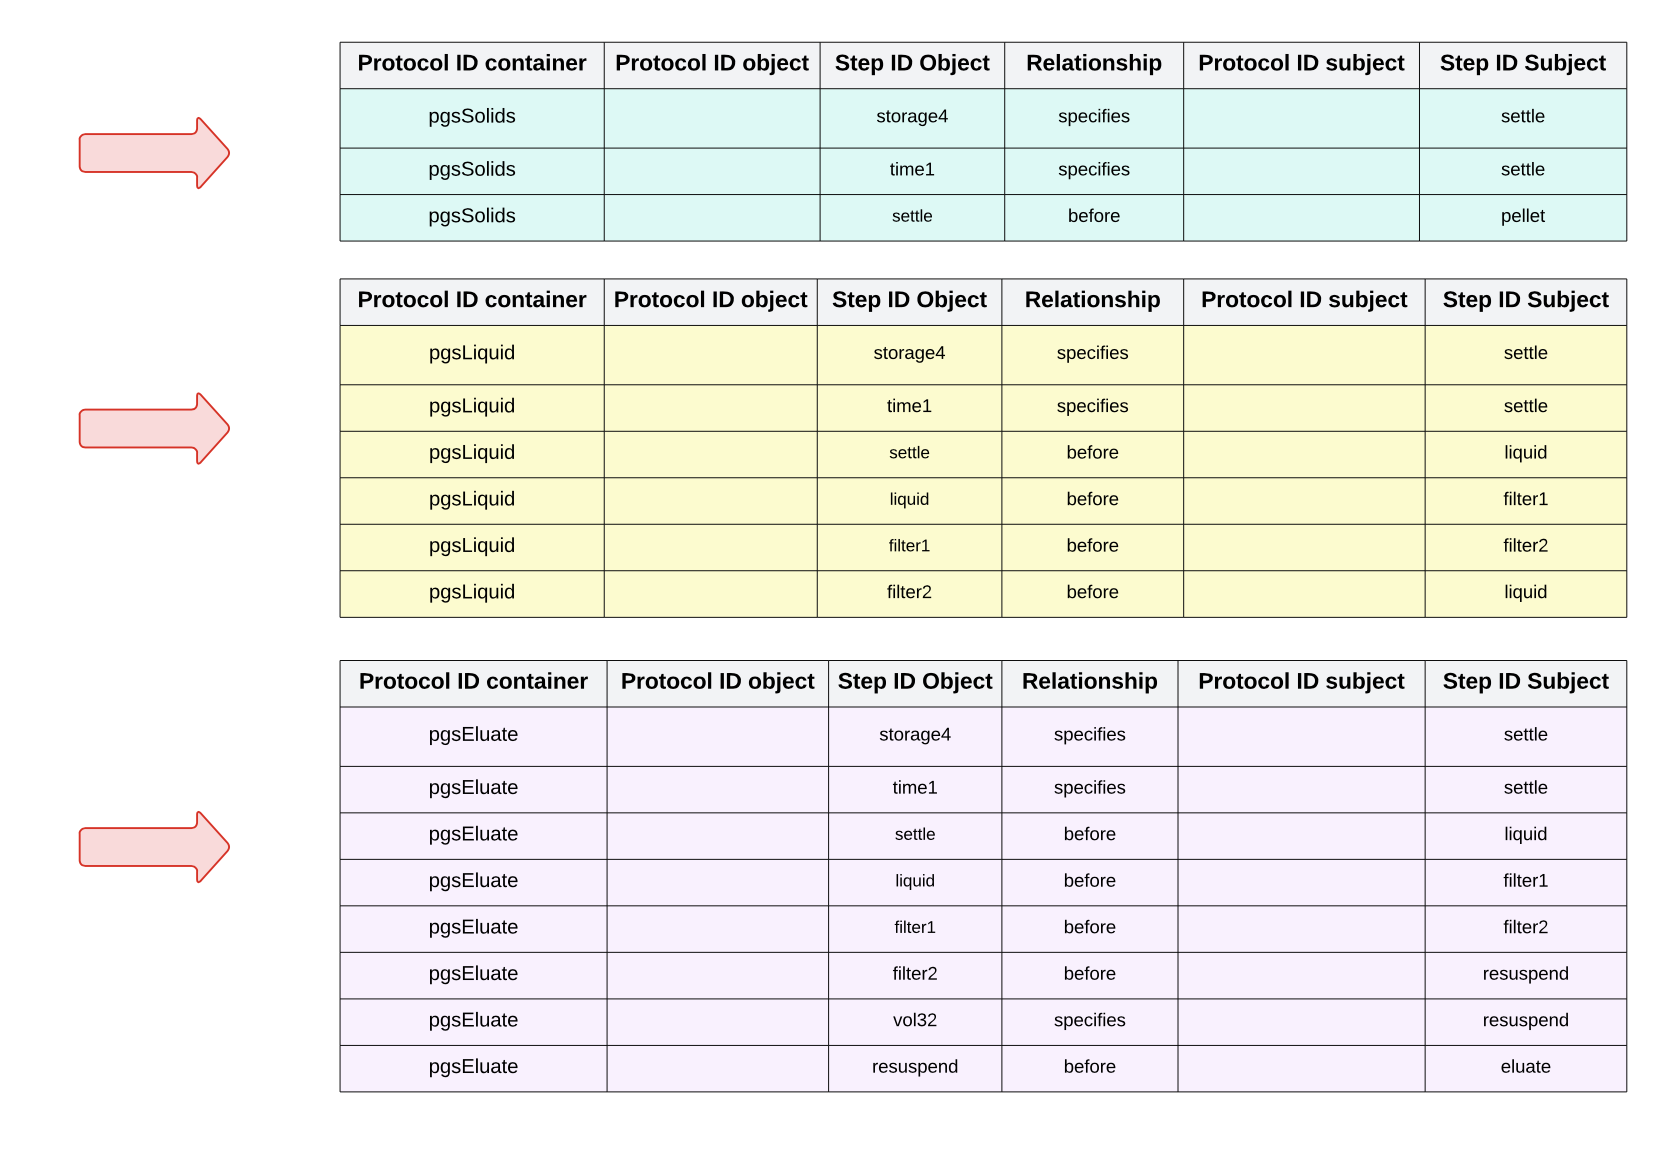 Protocol ID container Protocol ID object Step ID Object Relationship Protocol ID subject Step ID Subject
pgsSolids storage4 specifies settle
pgsSolids time1 specifies settle
pgsSolids settle before pellet
Protocol ID container Protocol ID object Step ID Object Relationship Protocol ID subject Step ID Subject
pgsLiquid storage4 specifies settle
pgsLiquid time1 specifies settle
pgsLiquid settle before liquid
pgsLiquid liquid before filter1
pgsLiquid filter1 before filter2
pgsLiquid filter2 before liquid
Protocol ID container Protocol ID object Step ID Object Relationship Protocol ID subject Step ID Subject
pgsEluate storage4 specifies settle
pgsEluate time1 specifies settle
pgsEluate settle before liquid
pgsEluate liquid before filter1
pgsEluate filter1 before filter2
pgsEluate filter2 before resuspend
pgsEluate vol32 specifies resuspend
pgsEluate resuspend before eluate